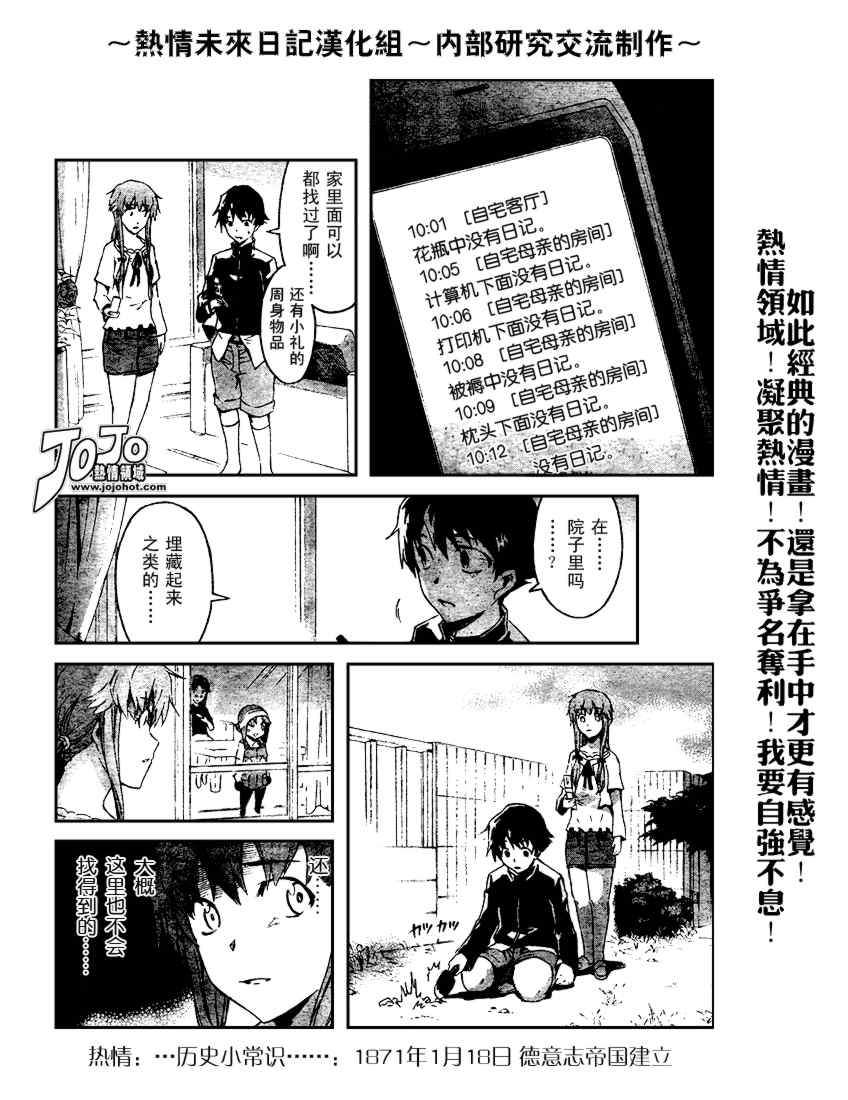 ～熱情未來日記漢化組～内部研究交流制作～
10:01 [自宅客厅]
花瓶中没有日记。
10:05 [自宅母亲的房间]
计算机下面没有日记。
10:06 [自宅母亲的房间]
打印机下面没有日记。
10:08 [自宅母亲的房间]
被褥中没有日记。
10:09 [自宅母亲的房间]
枕头下面没有日记。
10:12 [自宅母亲的房间]
没有日记。
家里面可以
都找过了啊……
还有小礼的
周身物品
JOJO
熱情領域
www.jojohot.com
在……
院子里吗
……?
埋藏起来
之类的……
ガッ ガッ
还…
大概
这里也不会
找得到的……
如此經典的漫畫！還是拿在手中才更有感覺！
熱情領域！凝聚熱情！不為爭名奪利！我要自強不息！
热情：…历史小常识……：1871年1月18日 德意志帝国建立